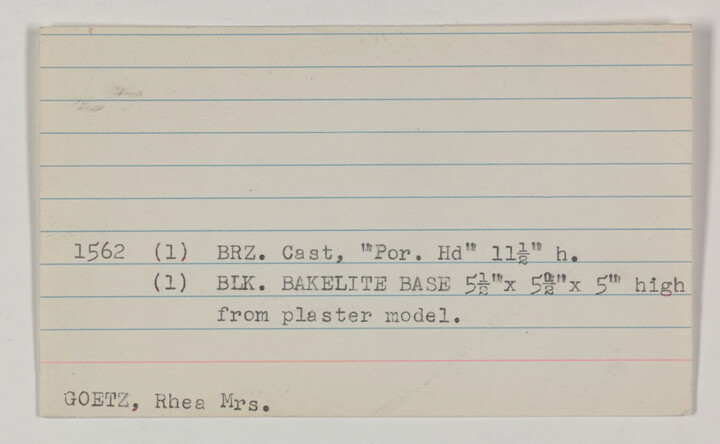 1562 (1) BRZ. Cast, "Por. Hd" 11½" h.
(1) BLK. BAKELITE BASE 5½"x 5½"x 5" high
from plaster model.
GOETZ, Rhea Mrs.